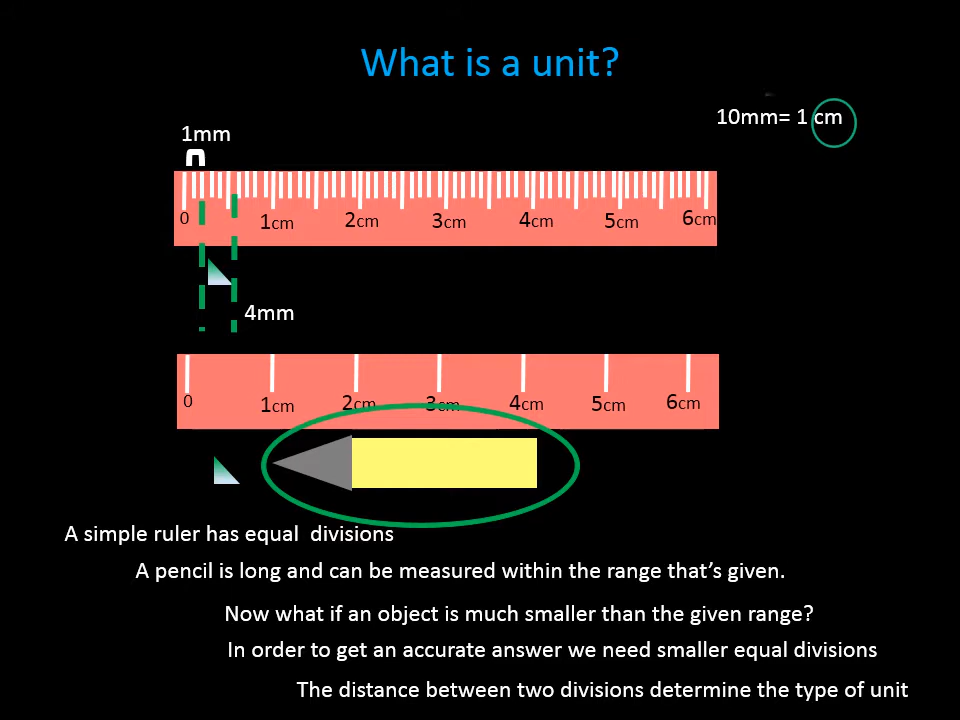 What is a unit?
10mm= 1 cm
1mm
0 1cm 2cm 3cm 4cm 5cm 6cm
4mm
0 1cm 2cm 3cm 4cm 5cm 6cm
A simple ruler has equal  divisions
A pencil is long and can be measured within the range that’s given.
Now what if an object is much smaller than the given range?
In order to get an accurate answer we need smaller equal divisions
The distance between two divisions determine the type of unit